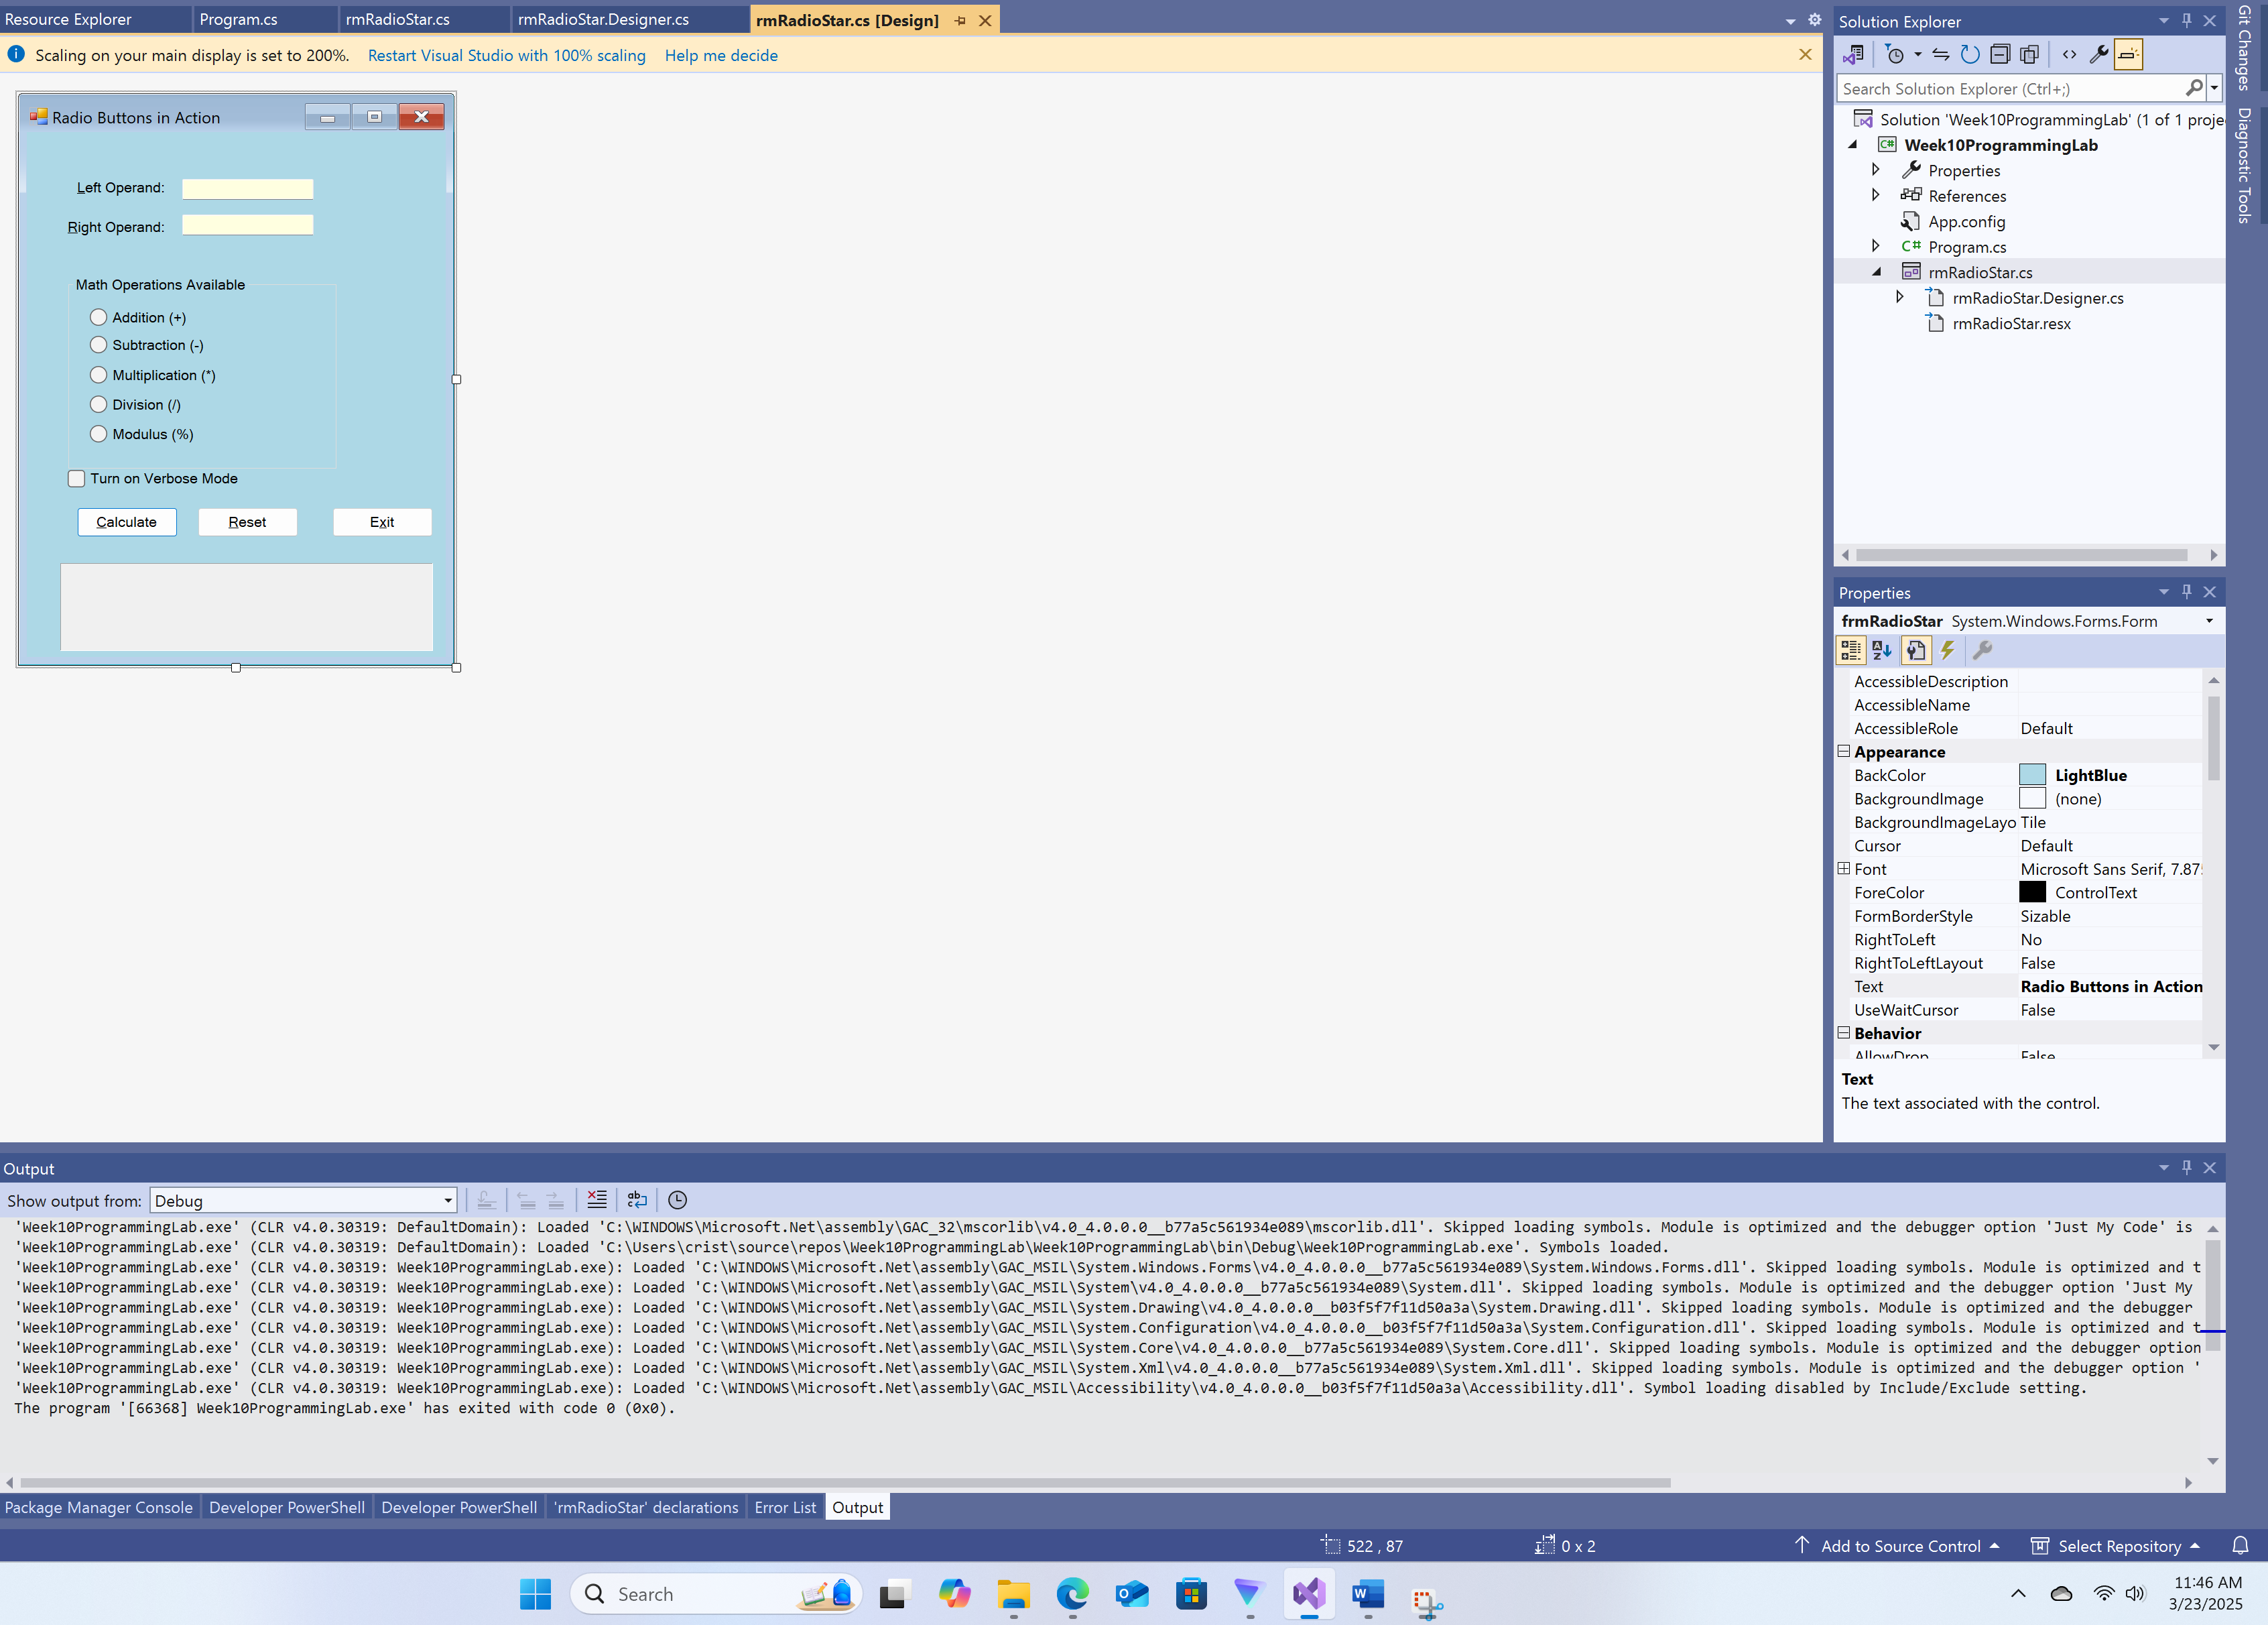 Resource Explorer
Program.cs
rmRadioStar.cs
rmRadioStar.Designer.cs
rmRadioStar.cs [Design]
Scaling on your main display is set to 200%. Restart Visual Studio with 100% scaling Help me decide
Radio Buttons in Action
Left Operand:
Right Operand:
Math Operations Available
Addition (+)
Subtraction (-)
Multiplication (*)
Division (/)
Modulus (%)
Turn on Verbose Mode
Calculate
Reset
Exit
Solution Explorer
Search Solution Explorer (Ctrl+;)
Solution 'Week10ProgrammingLab' (1 of 1 proje
C# Week10ProgrammingLab
Properties
References
App.config
C# Program.cs
rmRadioStar.cs
rmRadioStar.Designer.cs
rmRadioStar.resx
Git Changes
Diagnostic Tools
Properties
frmRadioStar System.Windows.Forms.Form
AccessibleDescription
AccessibleName
AccessibleRole Default
Appearance
BackColor LightBlue
BackgroundImage (none)
BackgroundImageLayo Tile
Cursor Default
Font Microsoft Sans Serif, 7.875
ForeColor ControlText
FormBorderStyle Sizable
RightToLeft No
RightToLeftLayout False
Text Radio Buttons in Action
UseWaitCursor False
Behavior
AllowDrop False
Text
The text associated with the control.
Output
Show output from: Debug
'Week10ProgrammingLab.exe' (CLR v4.0.30319: DefaultDomain): Loaded 'C:\WINDOWS\Microsoft.Net\assembly\GAC_32\mscorlib\v4.0_4.0.0.0__b77a5c561934e089\mscorlib.dll'. Skipped loading symbols. Module is optimized and the debugger option 'Just My Code' is
'Week10ProgrammingLab.exe' (CLR v4.0.30319: DefaultDomain): Loaded 'C:\Users\crist\source\repos\Week10ProgrammingLab\Week10ProgrammingLab\bin\Debug\Week10ProgrammingLab.exe'. Symbols loaded.
'Week10ProgrammingLab.exe' (CLR v4.0.30319: Week10ProgrammingLab.exe): Loaded 'C:\WINDOWS\Microsoft.Net\assembly\GAC_MSIL\System.Windows.Forms\v4.0_4.0.0.0__b77a5c561934e089\System.Windows.Forms.dll'. Skipped loading symbols. Module is optimized and t
'Week10ProgrammingLab.exe' (CLR v4.0.30319: Week10ProgrammingLab.exe): Loaded 'C:\WINDOWS\Microsoft.Net\assembly\GAC_MSIL\System\v4.0_4.0.0.0__b77a5c561934e089\System.dll'. Skipped loading symbols. Module is optimized and the debugger option 'Just My
'Week10ProgrammingLab.exe' (CLR v4.0.30319: Week10ProgrammingLab.exe): Loaded 'C:\WINDOWS\Microsoft.Net\assembly\GAC_MSIL\System.Drawing\v4.0_4.0.0.0__b03f5f7f11d50a3a\System.Drawing.dll'. Skipped loading symbols. Module is optimized and the debugger
'Week10ProgrammingLab.exe' (CLR v4.0.30319: Week10ProgrammingLab.exe): Loaded 'C:\WINDOWS\Microsoft.Net\assembly\GAC_MSIL\System.Configuration\v4.0_4.0.0.0__b03f5f7f11d50a3a\System.Configuration.dll'. Skipped loading symbols. Module is optimized and t
'Week10ProgrammingLab.exe' (CLR v4.0.30319: Week10ProgrammingLab.exe): Loaded 'C:\WINDOWS\Microsoft.Net\assembly\GAC_MSIL\System.Core\v4.0_4.0.0.0__b77a5c561934e089\System.Core.dll'. Skipped loading symbols. Module is optimized and the debugger option
'Week10ProgrammingLab.exe' (CLR v4.0.30319: Week10ProgrammingLab.exe): Loaded 'C:\WINDOWS\Microsoft.Net\assembly\GAC_MSIL\System.Xml\v4.0_4.0.0.0__b77a5c561934e089\System.Xml.dll'. Skipped loading symbols. Module is optimized and the debugger option '
'Week10ProgrammingLab.exe' (CLR v4.0.30319: Week10ProgrammingLab.exe): Loaded 'C:\WINDOWS\Microsoft.Net\assembly\GAC_MSIL\Accessibility\v4.0_4.0.0.0__b03f5f7f11d50a3a\Accessibility.dll'. Symbol loading disabled by Include/Exclude setting.
The program '[66368] Week10ProgrammingLab.exe' has exited with code 0 (0x0).
Package Manager Console
Developer PowerShell
Developer PowerShell
'rmRadioStar' declarations
Error List
Output
522 , 87
0 x 2
Add to Source Control
Select Repository
Search
11:46 AM
3/23/2025